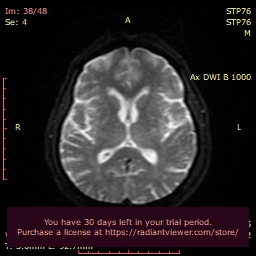 Im: 38/48
Se: 4
A
STP76
STP76
M
Ax DWI B 1000
R
L
You have 30 days left in your trial period.
Purchase a license at https://radiantviewer.com/store/